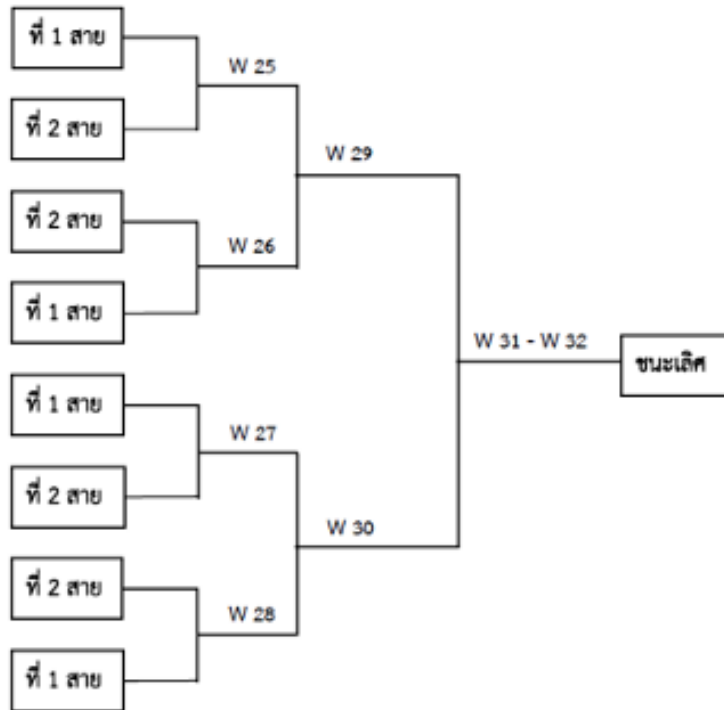 ที่ 1 สาย
W 25
ที่ 2 สาย
W 29
ที่ 2 สาย
W 26
ที่ 1 สาย
W 31 - W 32
ชนะเลิศ
ที่ 1 สาย
W 27
ที่ 2 สาย
W 30
ที่ 2 สาย
W 28
ที่ 1 สาย